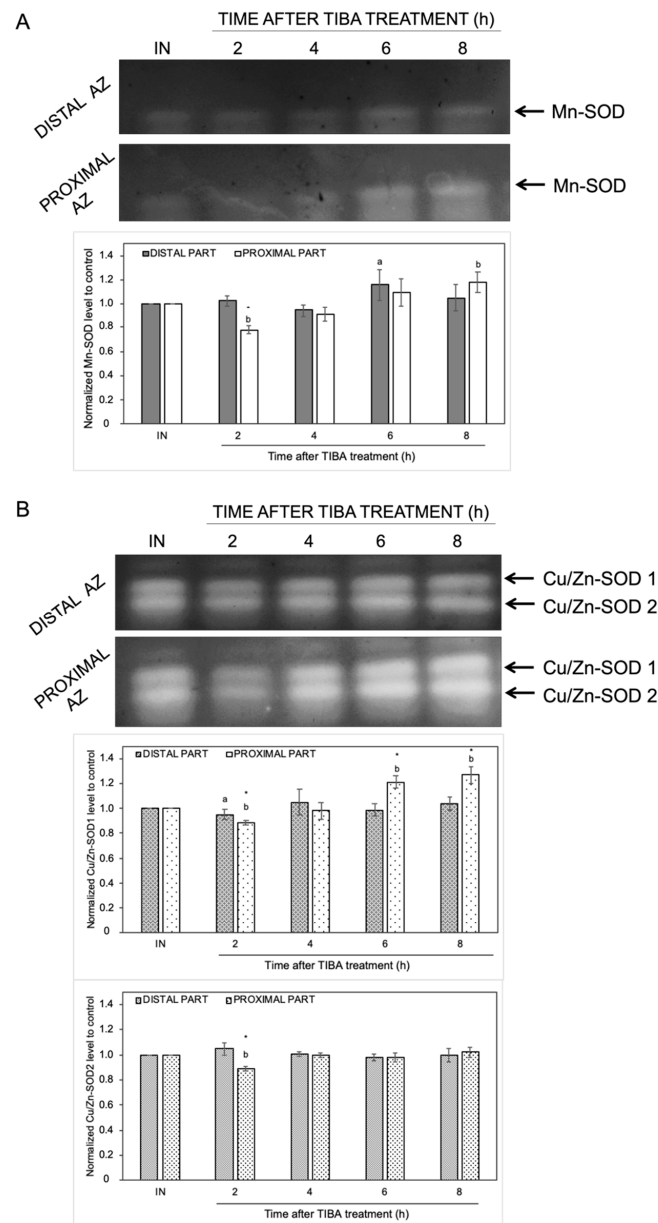 A
TIME AFTER TIBA TREATMENT (h)
IN 2 4 6 8
DISTAL AZ
Mn-SOD
PROXIMAL
AZ
Mn-SOD
DISTAL PART PROXIMAL PART
Normalized Mn-SOD level to control
1.4
1.2
1.0
0.8
0.6
0.4
0.2
0
b
a
b
IN 2 4 6 8
Time after TIBA treatment (h)
B
TIME AFTER TIBA TREATMENT (h)
IN 2 4 6 8
DISTAL AZ
Cu/Zn-SOD 1
Cu/Zn-SOD 2
PROXIMAL
AZ
Cu/Zn-SOD 1
Cu/Zn-SOD 2
DISTAL PART PROXIMAL PART
Normalized Cu/Zn-SOD1 level to control
1.4
1.2
1.0
0.8
0.6
0.4
0.2
0
a
* b
* b
* b
IN 2 4 6 8
Time after TIBA treatment (h)
DISTAL PART PROXIMAL PART
Normalized Cu/Zn-SOD2 level to control
1.4
1.2
1.0
0.8
0.6
0.4
0.2
0
* b
IN 2 4 6 8
Time after TIBA treatment (h)